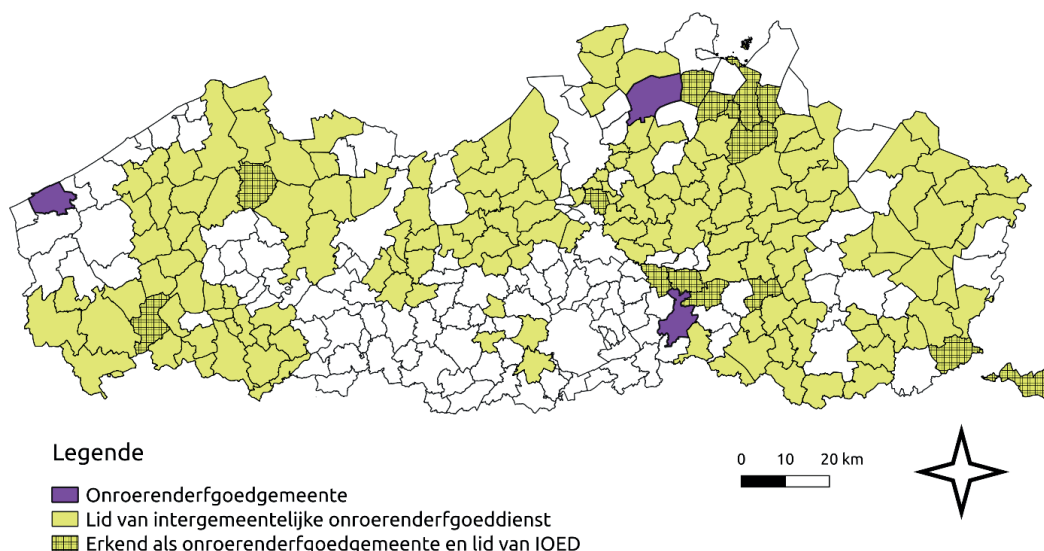 Legende
0 10 20 km
Onroerenderfgoedgemeente
Lid van intergemeentelijke onroerenderfgoeddienst
Erkend als onroerenderfgoedgemeente en lid van IOED